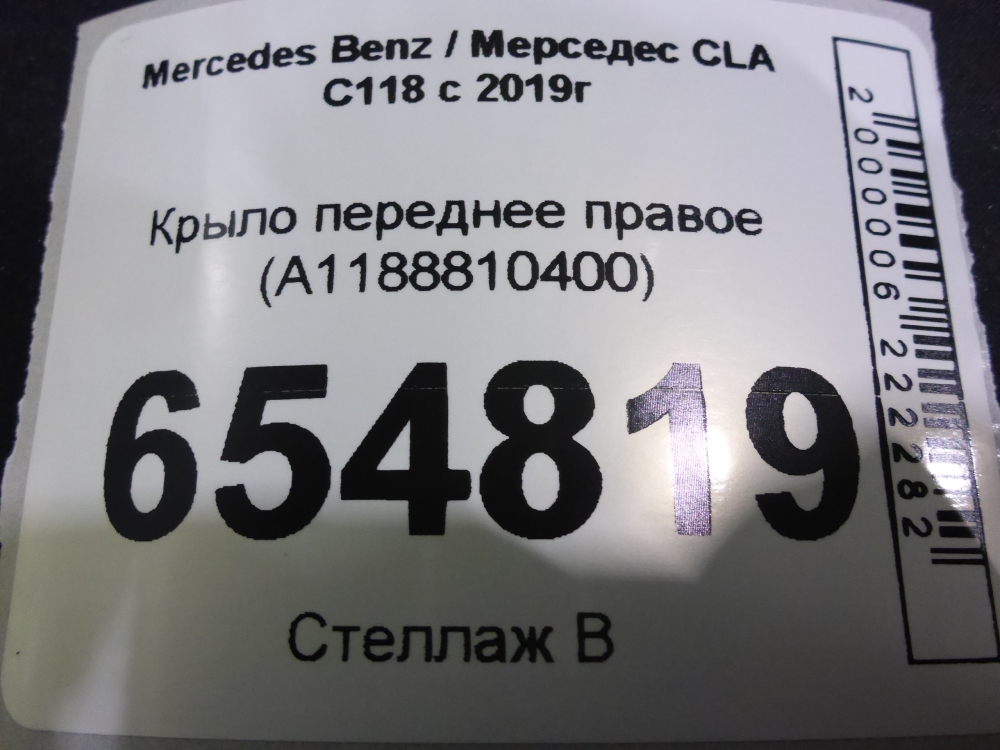 Mercedes Benz / Мерседес CLA
C118 с 2019г
Крыло переднее правое
(A1188810400)
654819
Стеллаж В
2000006222282